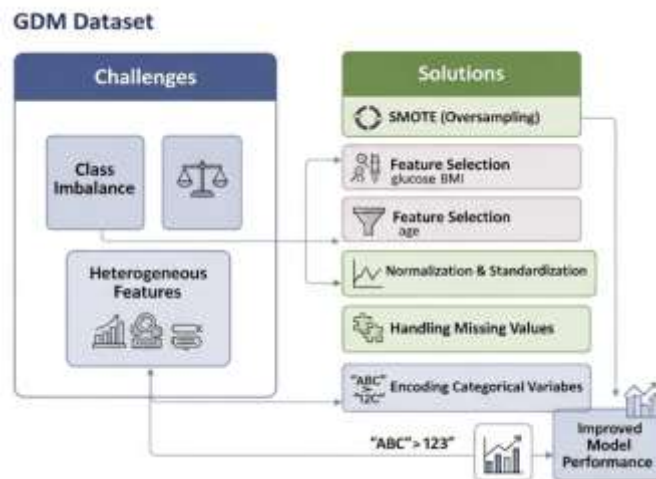 GDM Dataset
Challenges
Class
Imbalance
Heterogeneous
Features
Solutions
SMOTE (Oversampling)
Feature Selection
glucose BMI
Feature Selection
age
Normalization & Standardization
Handling Missing Values
"ABC"
"12C"
Encoding Categorical Variabes
"ABC">123"
Improved
Model
Performance